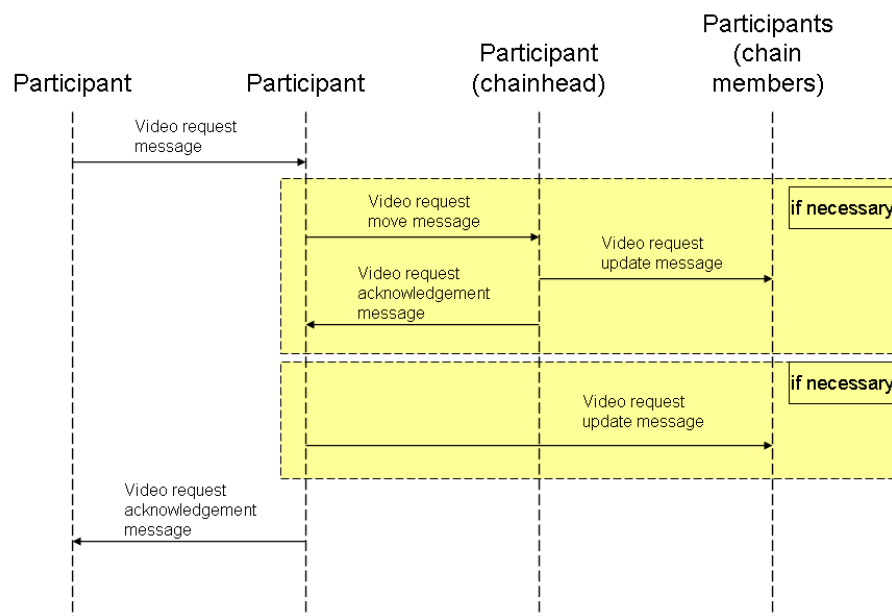 Participant
Participant
Participant
(chainhead)
Participants
(chain
members)
Video request
message
if necessary
Video request
move message
Video request
update message
Video request
acknowledgement
message
if necessary
Video request
update message
Video request
acknowledgement
message